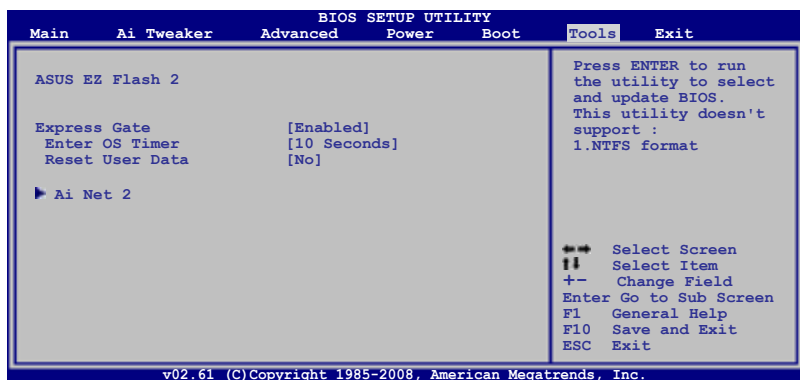 BIOS SETUP UTILITY
Main Ai Tweaker Advanced Power Boot Tools Exit
ASUS EZ Flash 2
Express Gate [Enabled]
Enter OS Timer [10 Seconds]
Reset User Data [No]
Ai Net 2
Press ENTER to run
the utility to select
and update BIOS.
This utility doesn't
support :
1.NTFS format
Select Screen
Select Item
+- Change Field
Enter Go to Sub Screen
F1 General Help
F10 Save and Exit
ESC Exit
v02.61 (C)Copyright 1985-2008, American Megatrends, Inc.